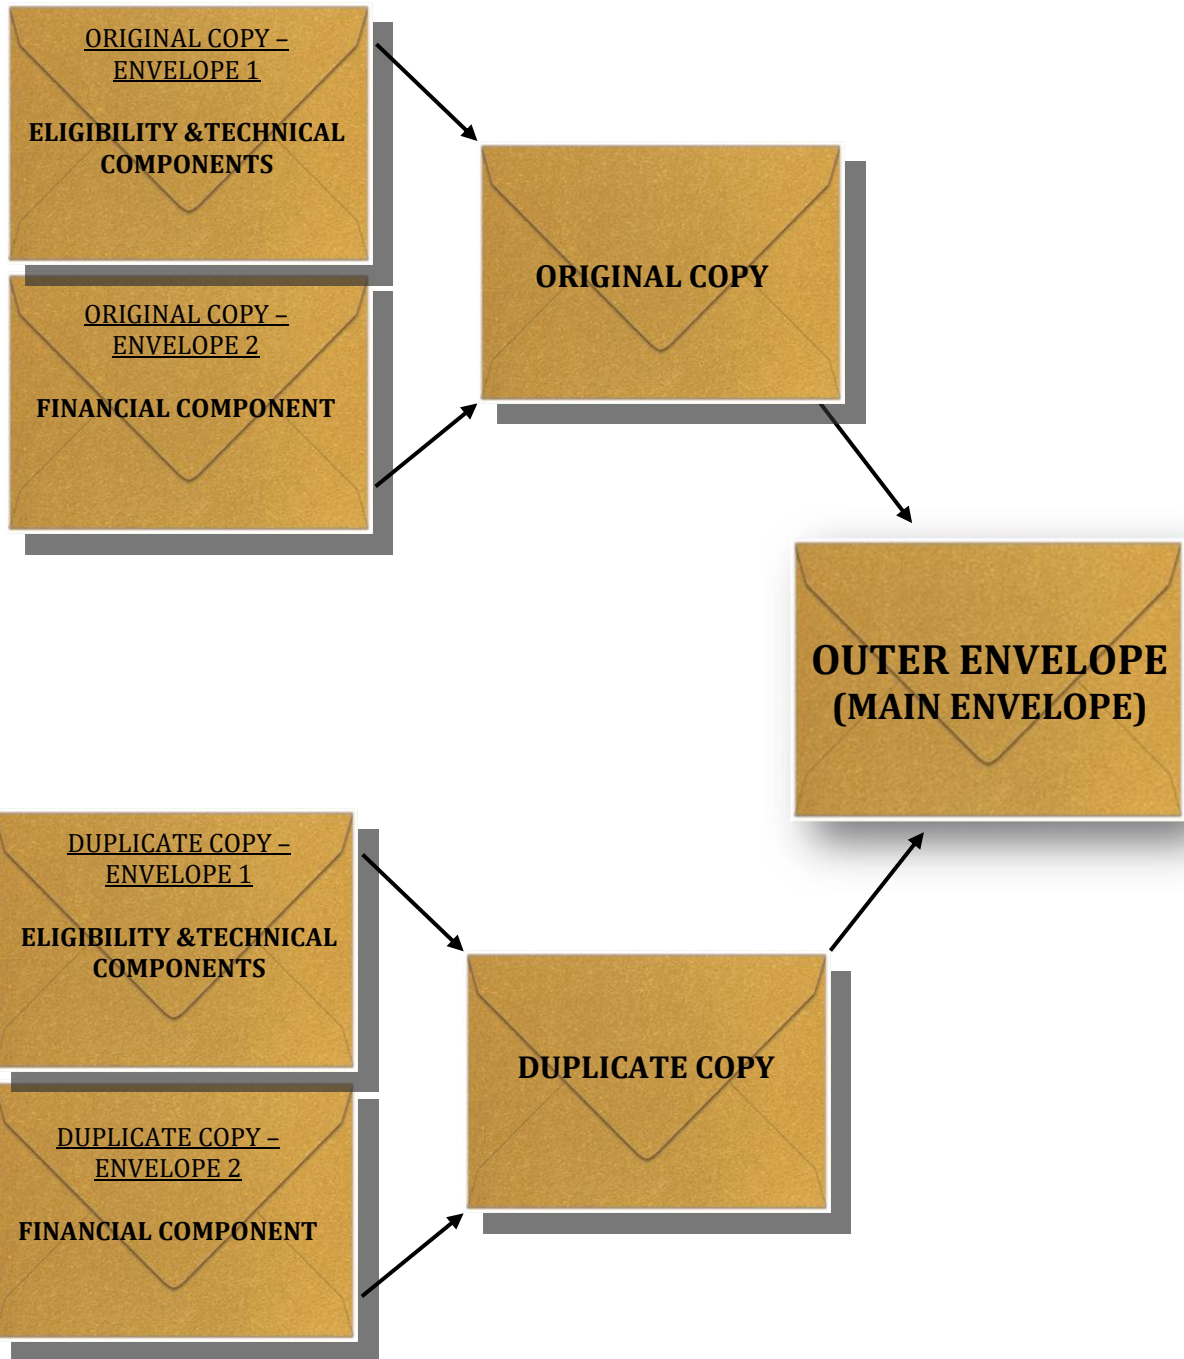 ORIGINAL COPY –
ENVELOPE 1
ELIGIBILITY &TECHNICAL
COMPONENTS
ORIGINAL COPY –
ENVELOPE 2
FINANCIAL COMPONENT
ORIGINAL COPY
OUTER ENVELOPE
(MAIN ENVELOPE)
DUPLICATE COPY –
ENVELOPE 1
ELIGIBILITY &TECHNICAL
COMPONENTS
DUPLICATE COPY –
ENVELOPE 2
FINANCIAL COMPONENT
DUPLICATE COPY